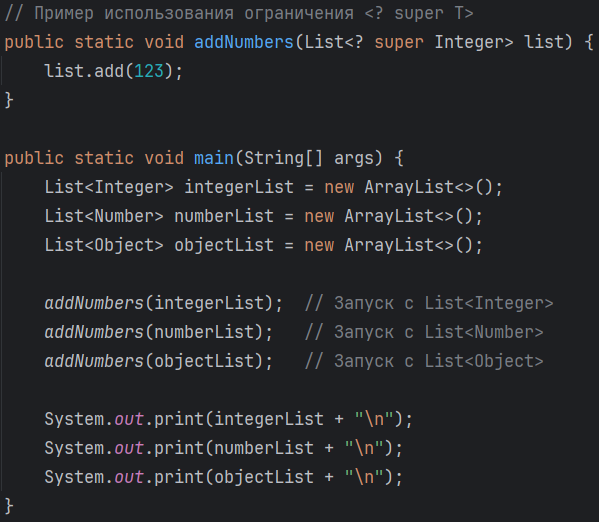 // Пример использования ограничения <? super T>
public static void addNumbers(List<? super Integer> list) {
    list.add(123);
}

public static void main(String[] args) {
    List<Integer> integerList = new ArrayList<>();
    List<Number> numberList = new ArrayList<>();
    List<Object> objectList = new ArrayList<>();

    addNumbers(integerList);  // Запуск с List<Integer>
    addNumbers(numberList);   // Запуск с List<Number>
    addNumbers(objectList);   // Запуск с List<Object>

    System.out.print(integerList + "\n");
    System.out.print(numberList + "\n");
    System.out.print(objectList + "\n");
}